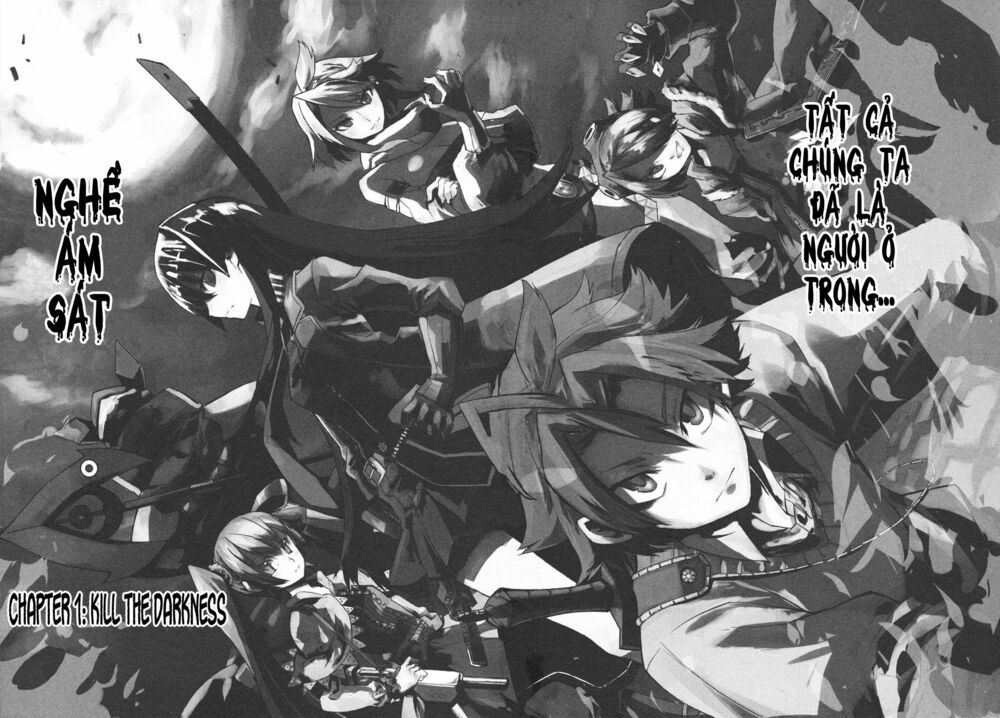 TẤT CẢ
CHÚNG TA
ĐÃ LÀ
NGƯỜI Ở
TRONG...
NGHỀ
ÁM
SÁT
CHAPTER 1: KILL THE DARKNESS